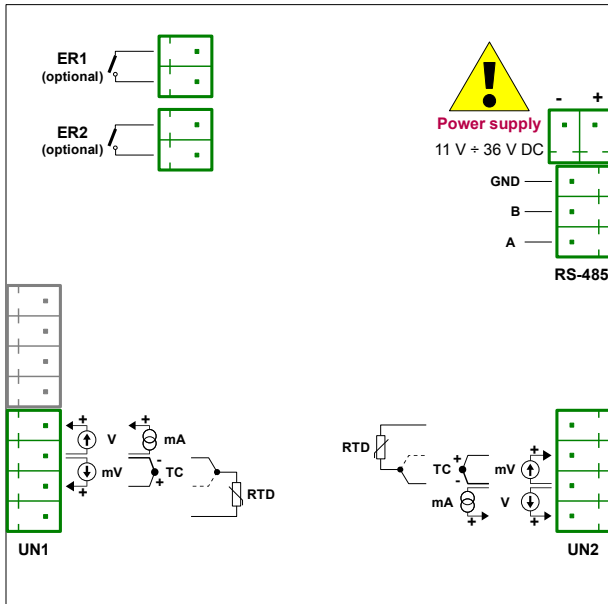 ER1
(optional)
ER2
(optional)
!
- +
Power supply
11 V ÷ 36 V DC
GND
B
A
RS-485
+ V + mA
+ mV - TC +
RTD
UN1
RTD
TC + - mV +
mA + V +
UN2